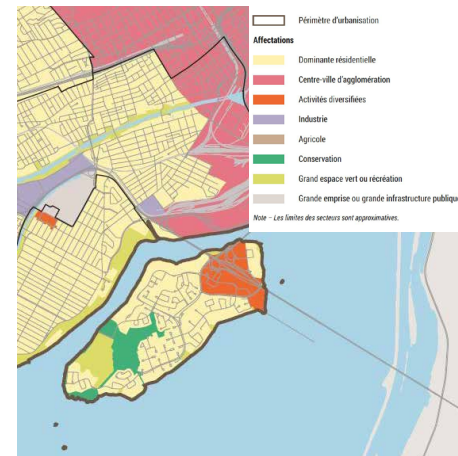 Périmètre d'urbanisation
Affectations
Dominante résidentielle
Centre-ville d'agglomération
Activités diversifiées
Industrie
Agricole
Conservation
Grand espace vert ou récréation
Grande emprise ou grande infrastructure publique
Note – Les limites des secteurs sont approximatives.